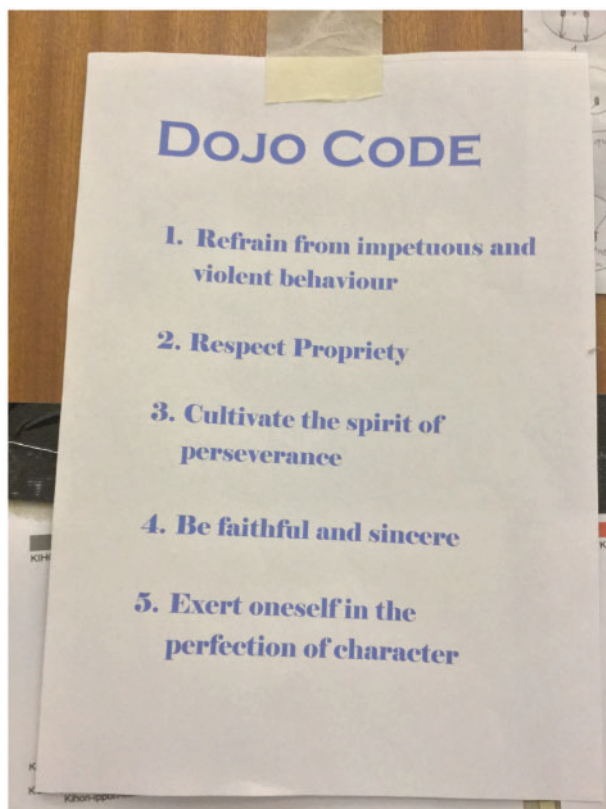 DOJO CODE
1. Refrain from impetuous and
violent behaviour
2. Respect Propriety
3. Cultivate the spirit of
perseverance
4. Be faithful and sincere
5. Exert oneself in the
perfection of character